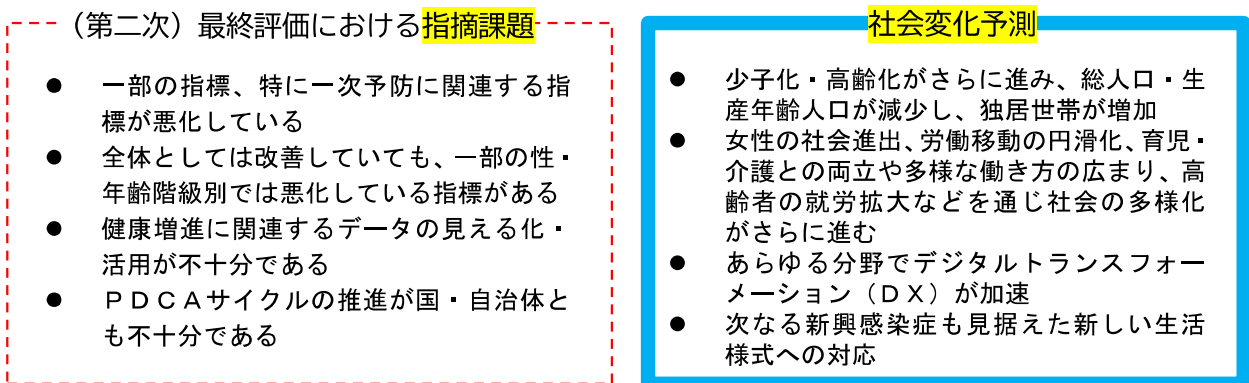 （第二次）最終評価における指摘課題
● 一部の指標、特に一次予防に関連する指
標が悪化している
● 全体としては改善していても、一部の性・
年齢階級別では悪化している指標がある
● 健康増進に関連するデータの見える化・
活用が不十分である
● ＰＤＣＡサイクルの推進が国・自治体と
も不十分である
社会変化予測
● 少子化・高齢化がさらに進み、総人口・生
産年齢人口が減少し、独居世帯が増加
● 女性の社会進出、労働移動の円滑化、育児・
介護との両立や多様な働き方の広まり、高
齢者の就労拡大などを通じ社会の多様化
がさらに進む
● あらゆる分野でデジタルトランスフォー
メーション（ＤＸ）が加速
● 次なる新興感染症も見据えた新しい生活
様式への対応